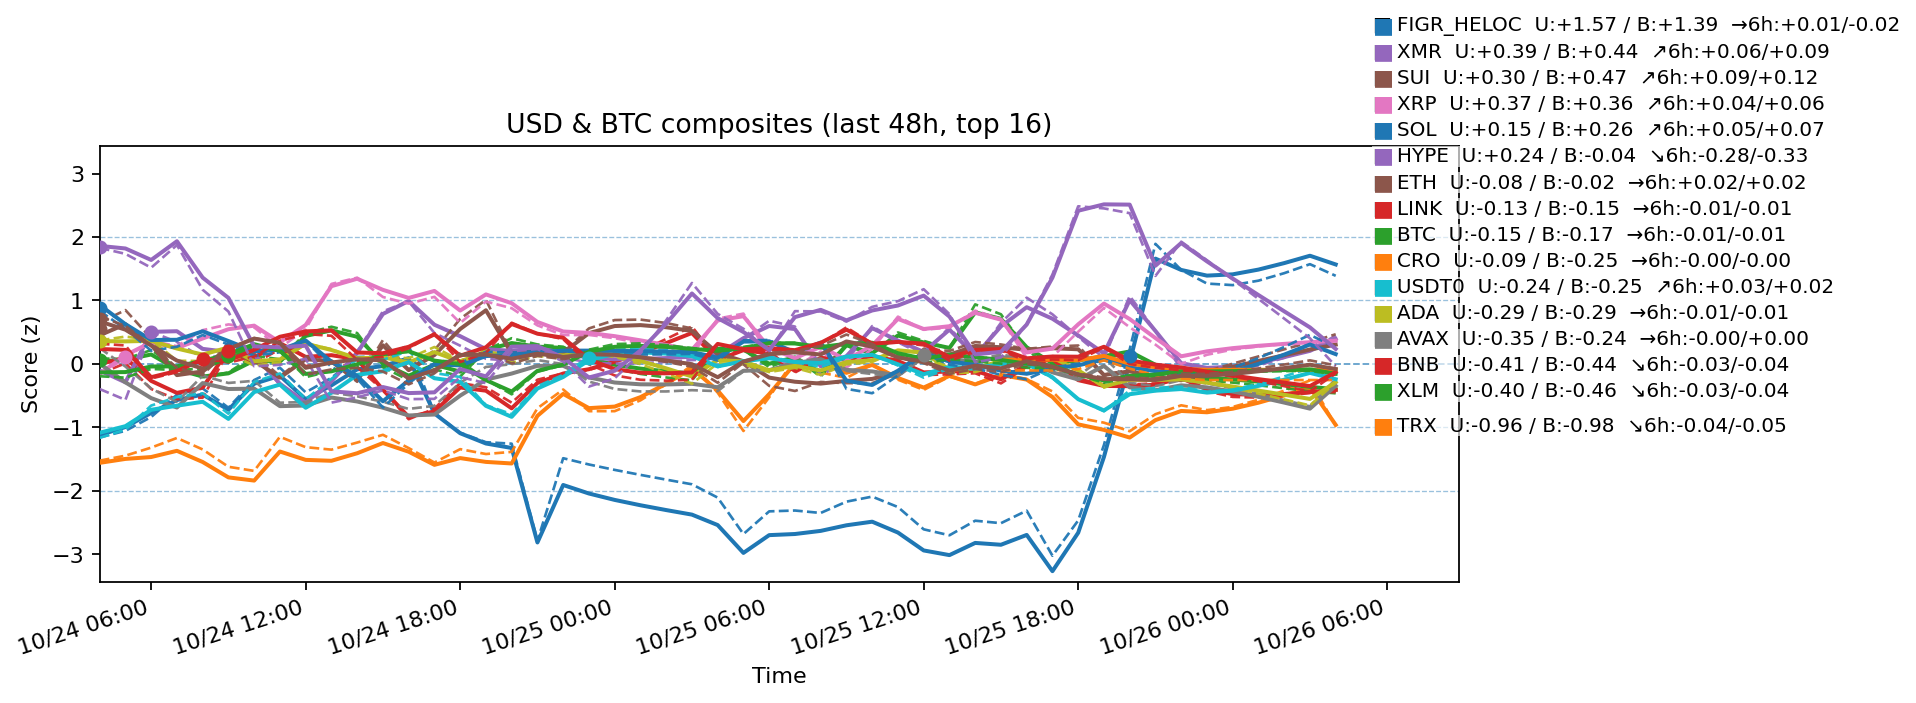 FIGR_HELOC  U:+1.57 / B:+1.39  →6h:+0.01/-0.02
XMR  U:+0.39 / B:+0.44  ↗6h:+0.06/+0.09
SUI  U:+0.30 / B:+0.47  ↗6h:+0.09/+0.12
XRP  U:+0.37 / B:+0.36  ↗6h:+0.04/+0.06
SOL  U:+0.15 / B:+0.26  ↗6h:+0.05/+0.07
HYPE  U:+0.24 / B:-0.04  ↘6h:-0.28/-0.33
ETH  U:-0.08 / B:-0.02  →6h:+0.02/+0.02
LINK  U:-0.13 / B:-0.15  →6h:-0.01/-0.01
BTC  U:-0.15 / B:-0.17  →6h:-0.01/-0.01
CRO  U:-0.09 / B:-0.25  →6h:-0.00/-0.00
USDT0  U:-0.24 / B:-0.25  ↗6h:+0.03/+0.02
ADA  U:-0.29 / B:-0.29  →6h:-0.01/-0.01
AVAX  U:-0.35 / B:-0.24  →6h:-0.00/+0.00
BNB  U:-0.41 / B:-0.44  ↘6h:-0.03/-0.04
XLM  U:-0.40 / B:-0.46  ↘6h:-0.03/-0.04
TRX  U:-0.96 / B:-0.98  ↘6h:-0.04/-0.05
USD & BTC composites (last 48h, top 16)
Score (z)
3
2
1
0
−1
−2
−3
10/24 06:00
10/24 12:00
10/24 18:00
10/25 00:00
10/25 06:00
10/25 12:00
10/25 18:00
10/26 00:00
10/26 06:00
Time